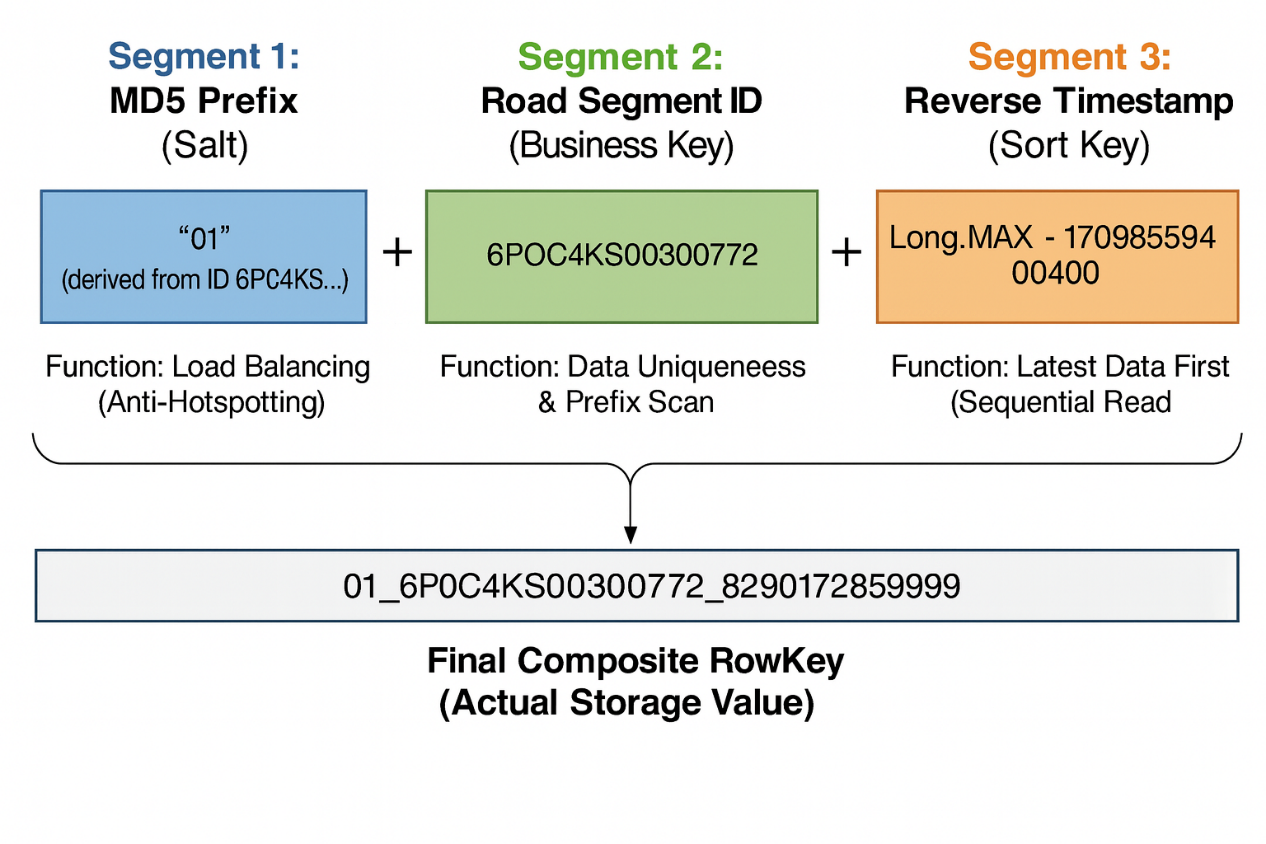 Segment 1:
MD5 Prefix
(Salt)
“01”
(derived from ID 6PC4KS...)
Function: Load Balancing
(Anti-Hotspotting)
+
Segment 2:
Road Segment ID
(Business Key)
6POC4KS00300772
Function: Data Uniqueneess
& Prefix Scan
+
Segment 3:
Reverse Timestamp
(Sort Key)
Long.MAX - 170985594
00400
Function: Latest Data First
(Sequential Read
01_6P0C4KS00300772_8290172859999
Final Composite RowKey
(Actual Storage Value)